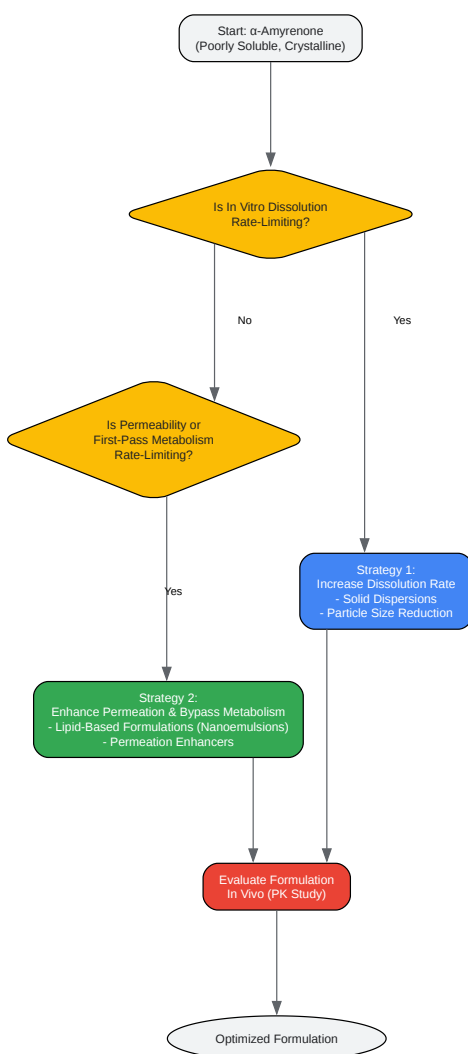 Start: α-Amyrenone
(Poorly Soluble, Crystalline)
Is In Vitro Dissolution
Rate-Limiting?
No
Yes
Is Permeability or
First-Pass Metabolism
Rate-Limiting?
Strategy 1:
Increase Dissolution Rate
- Solid Dispersions
- Particle Size Reduction
Yes
Strategy 2:
Enhance Permeation & Bypass Metabolism
- Lipid-Based Formulations (Nanoemulsions)
- Permeation Enhancers
Evaluate Formulation
In Vivo (PK Study)
Optimized Formulation